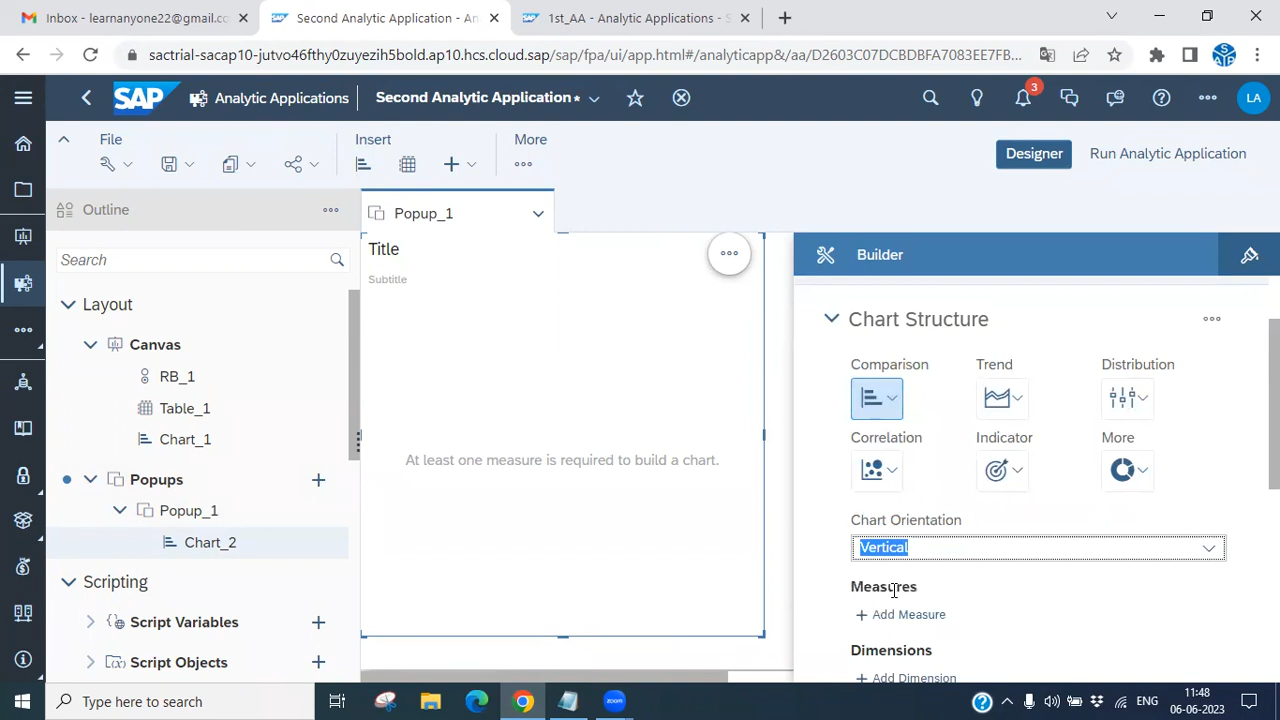 Inbox - learnanyone22@gmail.co
Second Analytic Application - An
1st_AA - Analytic Applications - S
sactrial-sacap10-jutvo46fthy0zuyezih5bold.ap10.hcs.cloud.sap/sap/fpa/ui/app.html#/analyticapp&/aa/D2603C07DCBDBFA7083EE7FB...
SAP
Analytic Applications
Second Analytic Application *
3
LA
File
Insert
More
Designer
Run Analytic Application
Outline
Popup_1
Search
Title
Subtitle
Builder
Layout
Canvas
RB_1
Table_1
Chart_1
Popups
Popup_1
Chart_2
Scripting
Script Variables
Script Objects
At least one measure is required to build a chart.
Chart Structure
Comparison
Trend
Distribution
Correlation
Indicator
More
Chart Orientation
Vertical
Measures
+ Add Measure
Dimensions
+ Add Dimension
Type here to search
ENG
11:48
06-06-2023